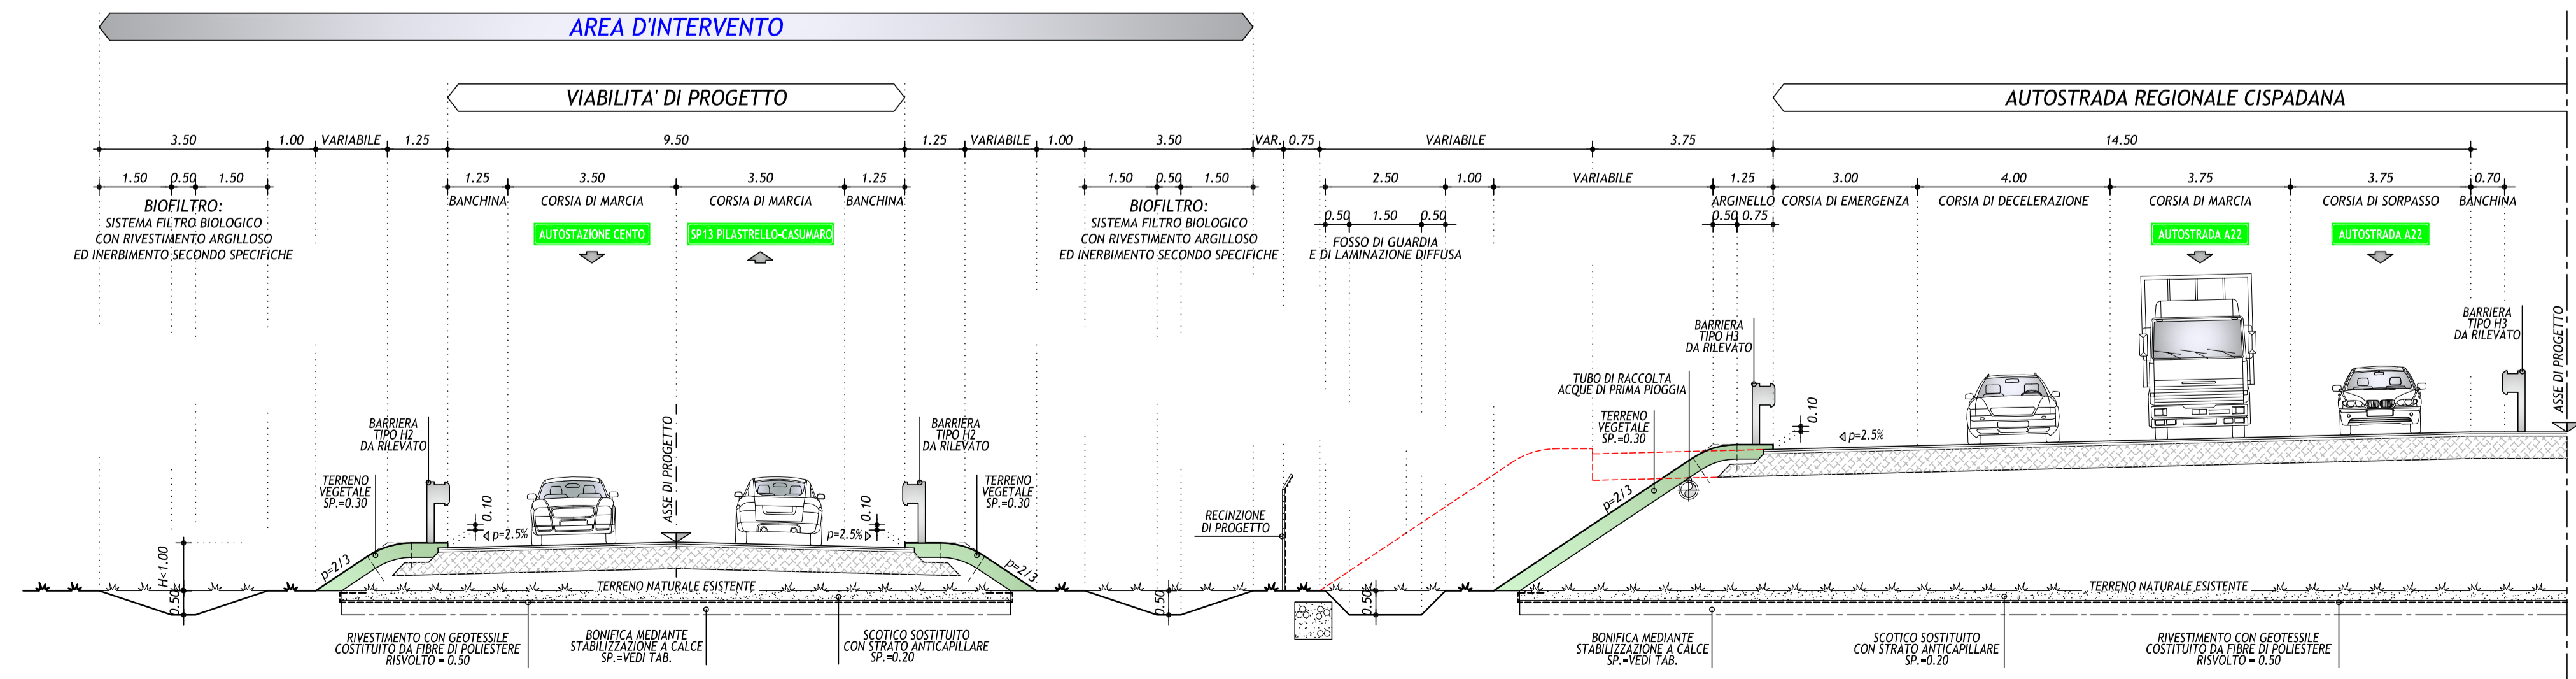 AREA D'INTERVENTO
VIABILITA' DI PROGETTO
AUTOSTRADA REGIONALE CISPADANA
3.50 1.00 VARIABILE 1.25 9.50 1.25 VARIABILE 1.00 3.50 VAR. 0.75 VARIABILE 3.75 14.50
1.50 0.50 1.50 1.25 3.50 3.50 1.25 1.50 0.50 1.50 2.50 1.00 VARIABILE 1.25 3.00 4.00 3.75 3.75 0.70
BANCHINA CORSIA DI MARCIA CORSIA DI MARCIA BANCHINA ARGINELLO CORSIA DI EMERGENZA CORSIA DI DECELERAZIONE CORSIA DI MARCIA CORSIA DI SORPASSO BANCHINA
0.50 0.75
BIOFILTRO:
SISTEMA FILTRO BIOLOGICO
CON RIVESTIMENTO ARGILLOSO
ED INERBIMENTO SECONDO SPECIFICHE
AUTOSTAZIONE CENTO
SP13 PILASTRELLO-CASUMARO
BIOFILTRO:
SISTEMA FILTRO BIOLOGICO
CON RIVESTIMENTO ARGILLOSO
ED INERBIMENTO SECONDO SPECIFICHE
0.50 1.50 0.50
FOSSO DI GUARDIA
E DI LAMINAZIONE DIFFUSA
AUTOSTRADA A22
AUTOSTRADA A22
BARRIERA
TIPO H2
DA RILEVATO
TERRENO
VEGETALE
SP.=0.30
0.10
p=2.5%
ASSE DI PROGETTO
0.10
p=2.5%
BARRIERA
TIPO H2
DA RILEVATO
TERRENO
VEGETALE
SP.=0.30
H<1.00
0.50
p=2/3
p=2/3
TERRENO NATURALE ESISTENTE
RIVESTIMENTO CON GEOTESSILE
COSTITUITO DA FIBRE DI POLIESTERE
RISVOLTO = 0.50
BONIFICA MEDIANTE
STABILIZZAZIONE A CALCE
SP.=VEDI TAB.
SCOTICO SOSTITUITO
CON STRATO ANTICAPILLARE
SP.=0.20
0.50
RECINZIONE
DI PROGETTO
0.50
BARRIERA
TIPO H3
DA RILEVATO
TUBO DI RACCOLTA
ACQUE DI PRIMA PIOGGIA
TERRENO
VEGETALE
SP.=0.30
p=2/3
0.10
p=2.5%
BARRIERA
TIPO H3
DA RILEVATO
ASSE DI PROGETTO
TERRENO NATURALE ESISTENTE
BONIFICA MEDIANTE
STABILIZZAZIONE A CALCE
SP.=VEDI TAB.
SCOTICO SOSTITUITO
CON STRATO ANTICAPILLARE
SP.=0.20
RIVESTIMENTO CON GEOTESSILE
COSTITUITO DA FIBRE DI POLIESTERE
RISVOLTO = 0.50